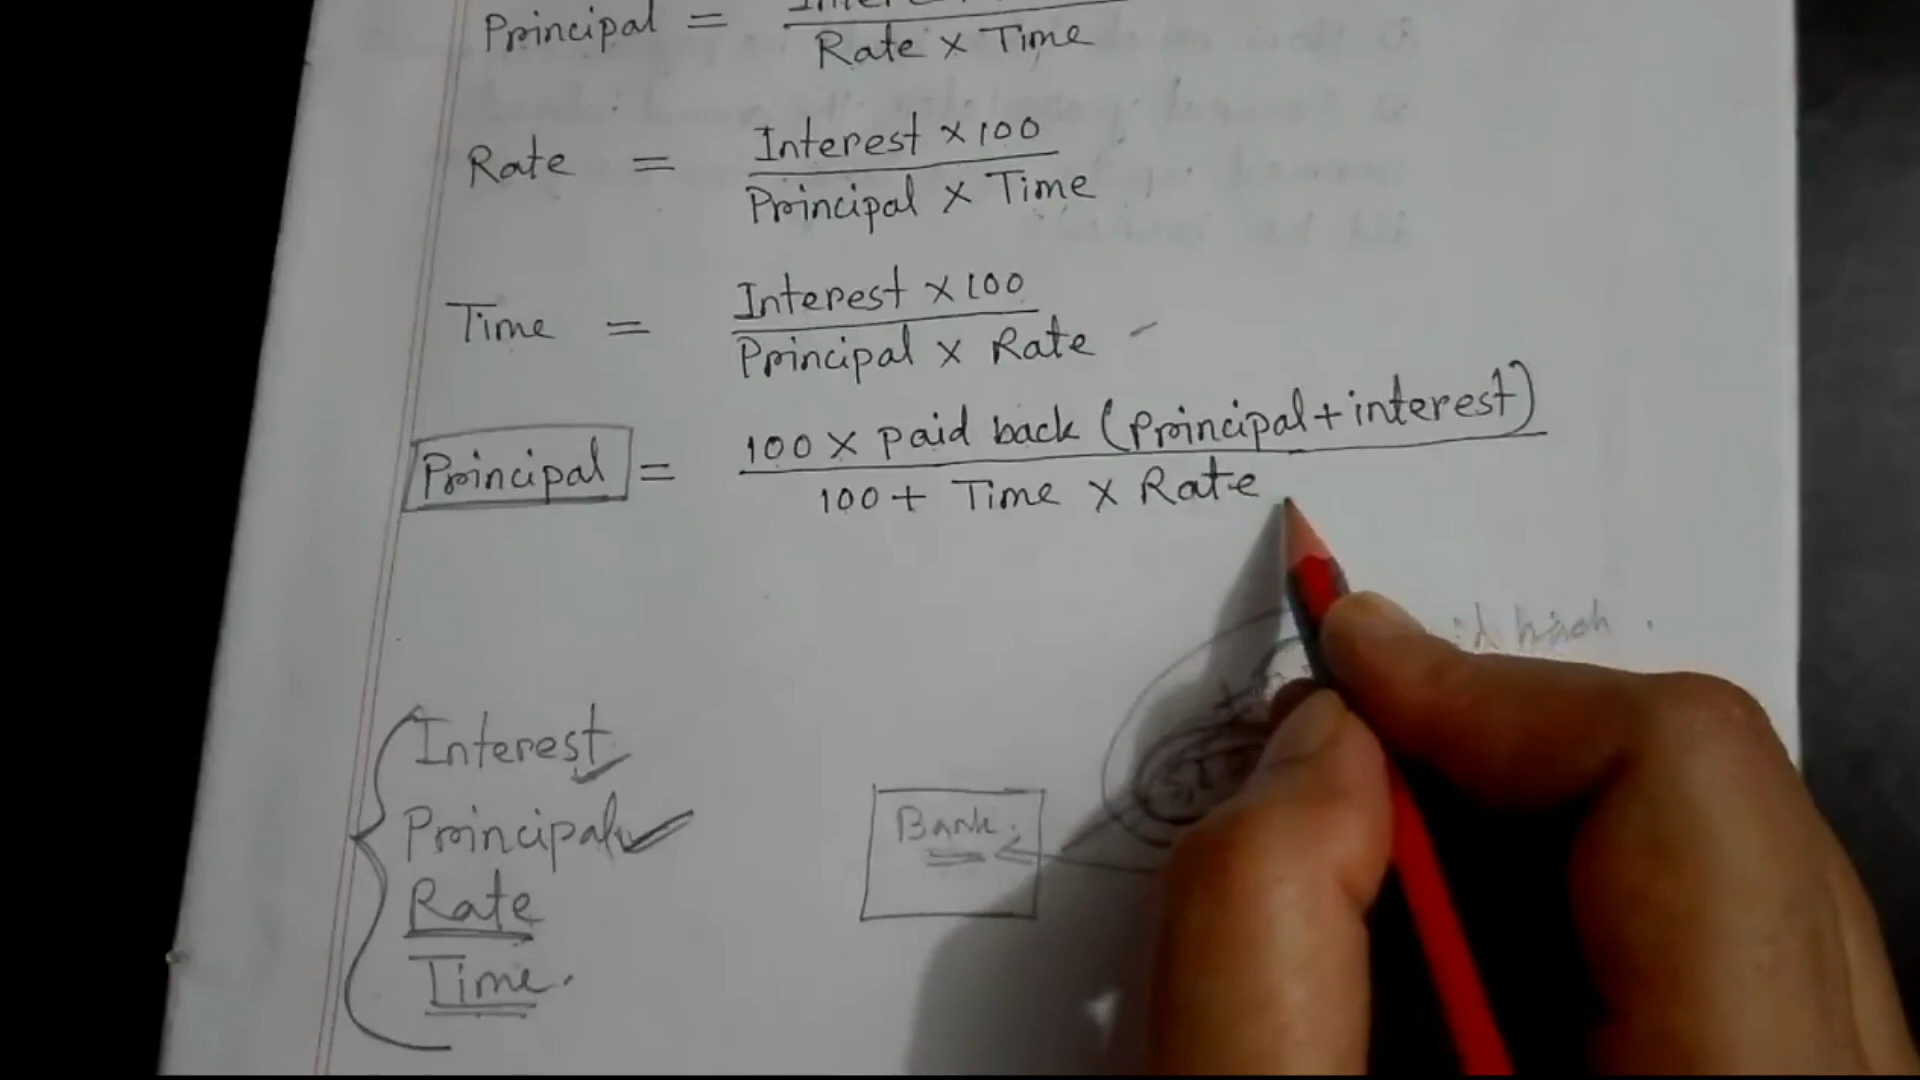 Principal =
Rate × Time
Rate = Interest × 100
Principal × Time
Time = Interest × 100
Principal × Rate
Principal = 100 × Paid back (Principal + interest)
100 + Time × Rate
Interest
Principal
Rate
Time.
Bank.